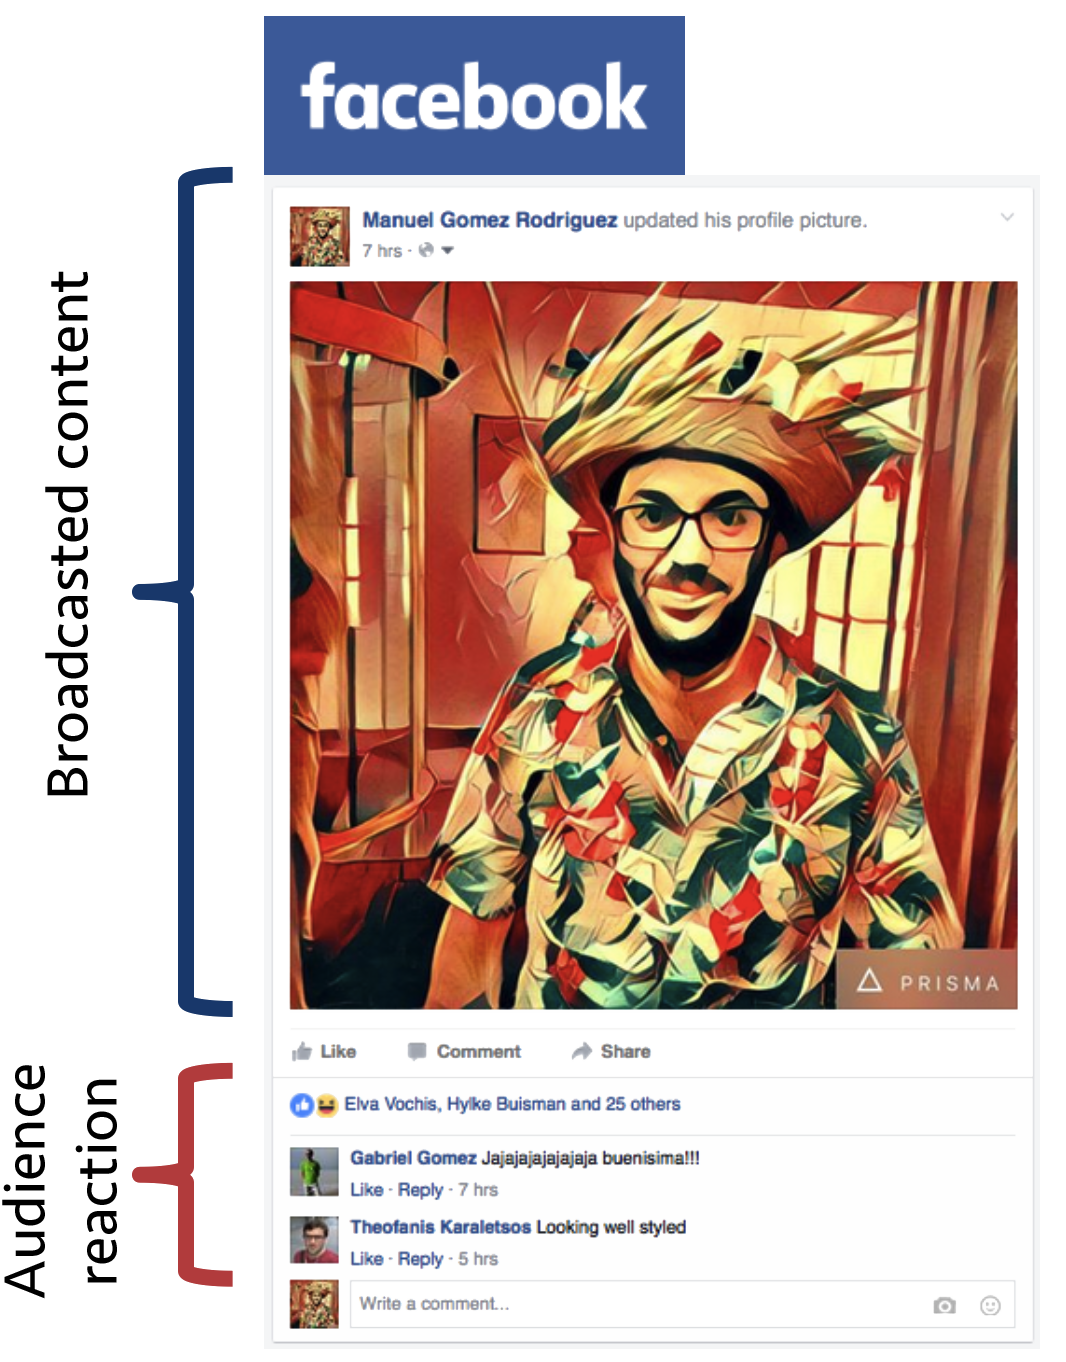 facebook
Broadcasted content
Manuel Gomez Rodriguez updated his profile picture.
7 hrs ·
PRISMA
Like Comment Share
Audience
reaction
Elva Vochis, Hylke Buisman and 25 others
Gabriel Gomez Jajajajajajajaja buenisima!!!
Like · Reply · 7 hrs
Theofanis Karaletsos Looking well styled
Like · Reply · 5 hrs
Write a comment...